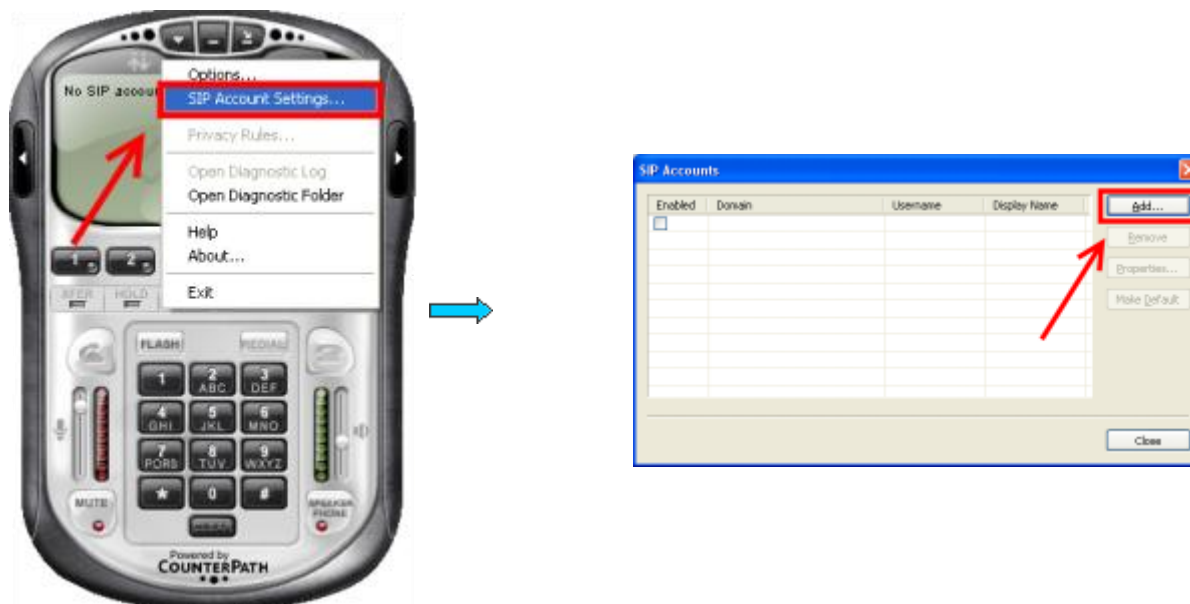 No SIP accou
Options...
SIP Account Settings...
Privacy Rules...
Open Diagnostic Log
Open Diagnostic Folder
Help
About...
Exit
1
2
XFER
HOLD
FLASH
REDIAL
1
2
ABC
3
DEF
4
GHI
5
JKL
6
MNO
7
PQRS
8
TUV
9
WXYZ
*
0
#
MUTE
SPEAKER
PHONE
Powered by
COUNTERPATH
SIP Accounts
Enabled Domain Username Display Name
Add...
Remove
Properties...
Make Default
Close